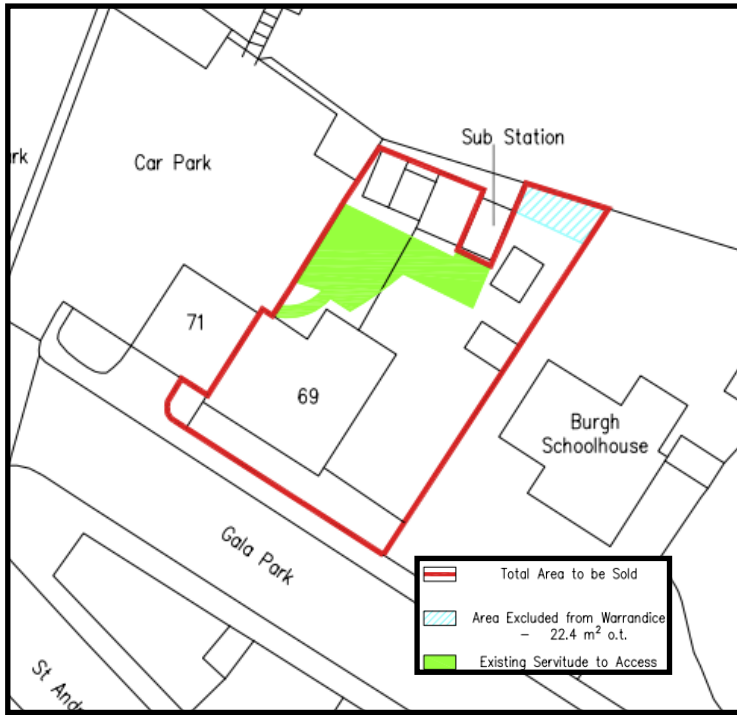 Sub Station
rk
Car Park
71
69
Burgh
Schoolhouse
Gala Park
St Andr
Total Area to be Sold
Area Excluded from Warrandice
– 22.4 m² o.t.
Existing Servitude to Access